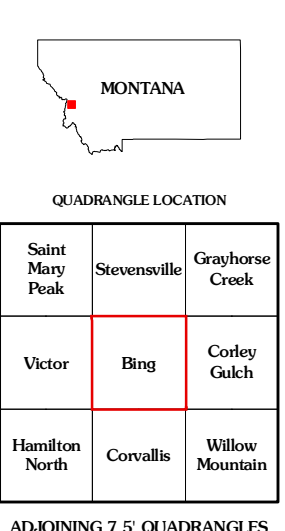 MONTANA
QUADRANGLE LOCATION
Saint
Mary
Peak
Stevensville
Grayhorse
Creek
Victor
Bing
Corley
Gulch
Hamilton
North
Corvallis
Willow
Mountain
ADJOINING 7.5' QUADRANGLES